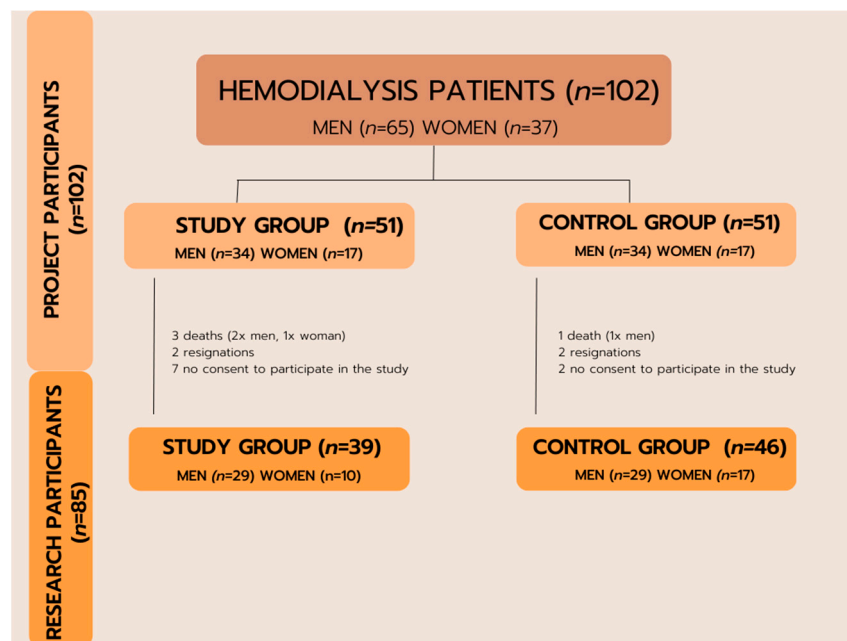 PROJECT PARTICIPANTS
(n=102)
HEMODIALYSIS PATIENTS (n=102)
MEN (n=65) WOMEN (n=37)
STUDY GROUP (n=51)
MEN (n=34) WOMEN (n=17)
CONTROL GROUP (n=51)
MEN (n=34) WOMEN (n=17)
3 deaths (2x men, 1x woman)
2 resignations
7 no consent to participate in the study
1 death (1x men)
2 resignations
2 no consent to participate in the study
RESEARCH PARTICIPANTS
(n=85)
STUDY GROUP (n=39)
MEN (n=29) WOMEN (n=10)
CONTROL GROUP (n=46)
MEN (n=29) WOMEN (n=17)